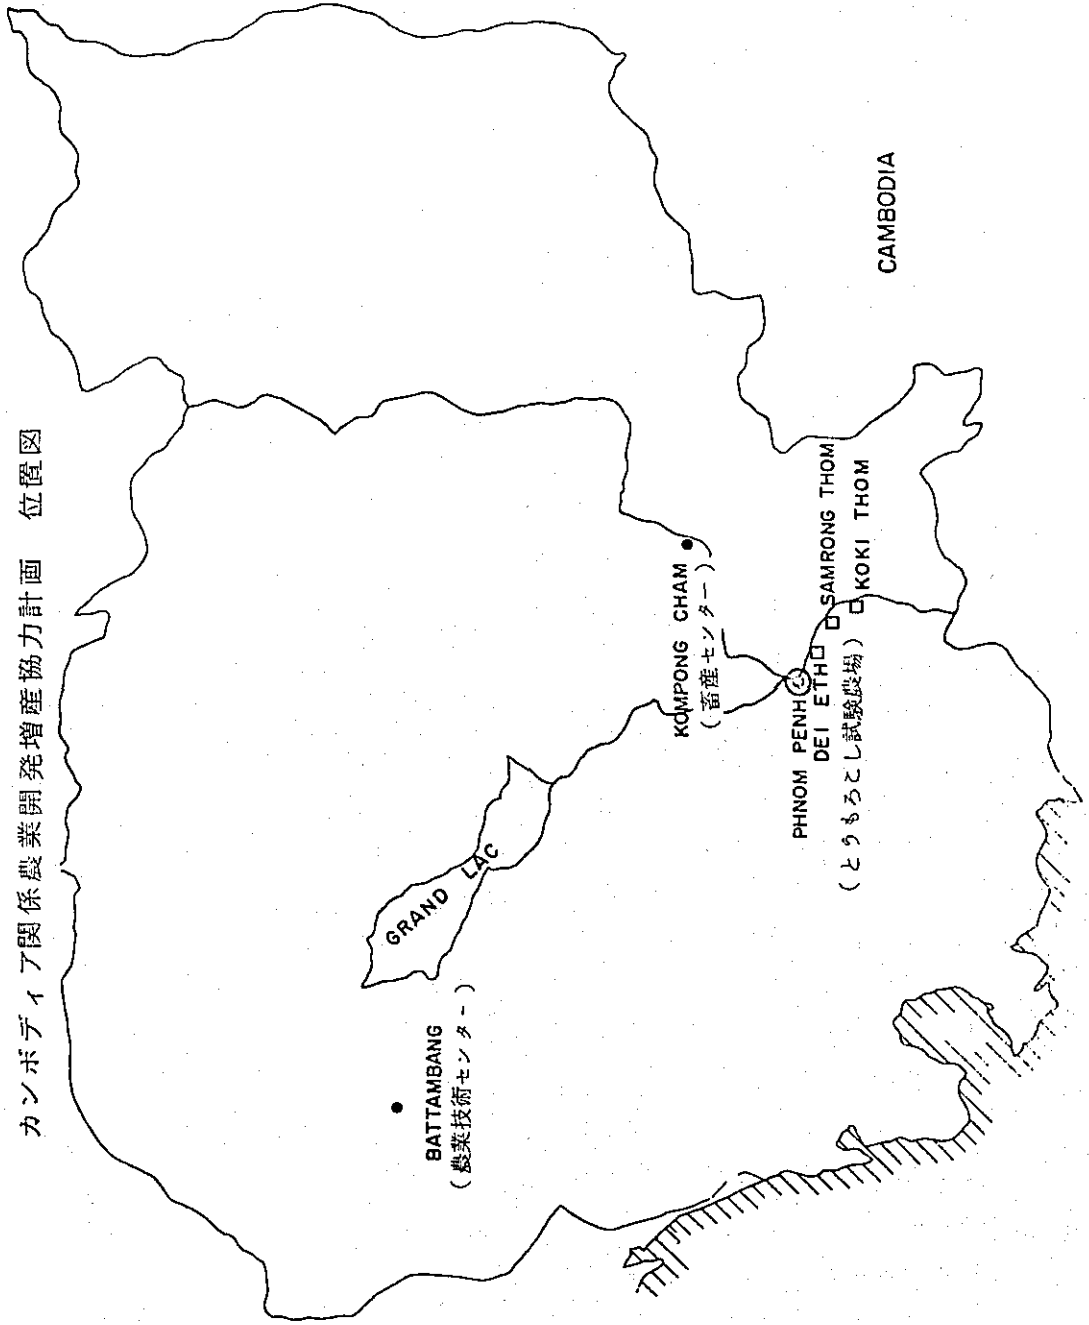 カンボディア関係農業開発増産協力計画 位置図
GRAND LAC
BATTAMBANG
(農業技術センター)
KOMPONG CHAM
(畜産センター)
PHNOM PENH
DEI ETH
SAMRONG THOM
KOKI THOM
(とうもろこし試験農場)
CAMBODIA